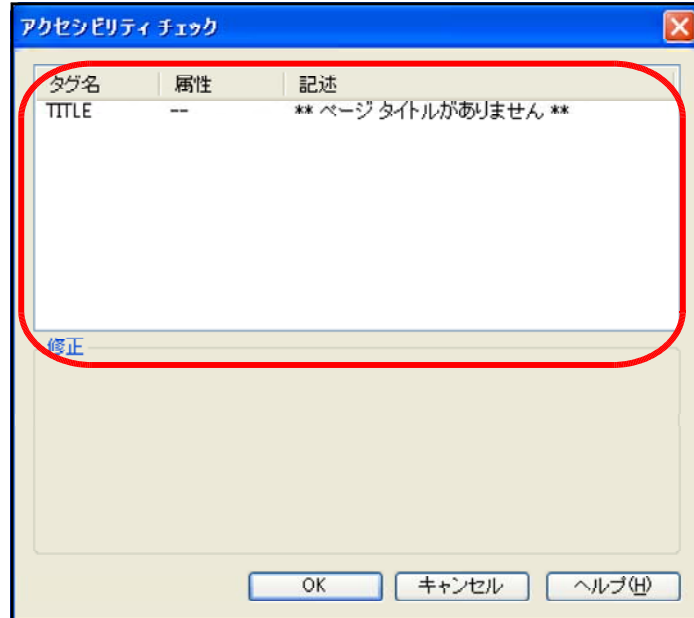 アクセシビリティ チェック
タグ名 属性 記述
TITLE -- ** ページ タイトルがありません **
修正
OK キャンセル ヘルプ(H)